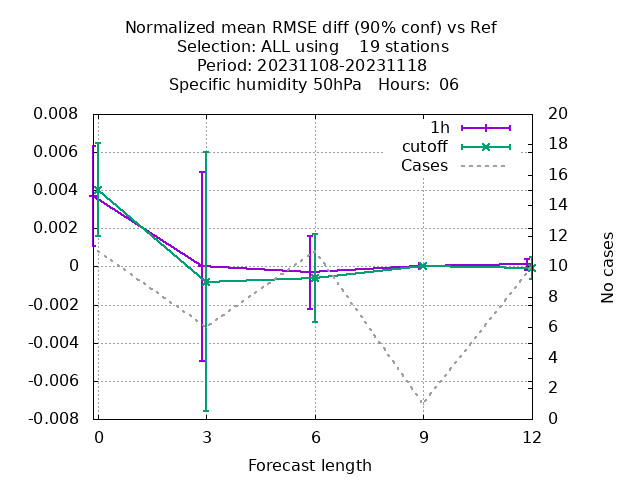 Normalized mean RMSE diff (90% conf) vs Ref
Selection: ALL using    19 stations
Period: 20231108-20231118
Specific humidity 50hPa   Hours:  06
1h
cutoff
Cases
0.008
0.006
0.004
0.002
0
-0.002
-0.004
-0.006
-0.008
20
18
16
14
12
10
8
6
4
2
0
No cases
0 3 6 9 12
Forecast length